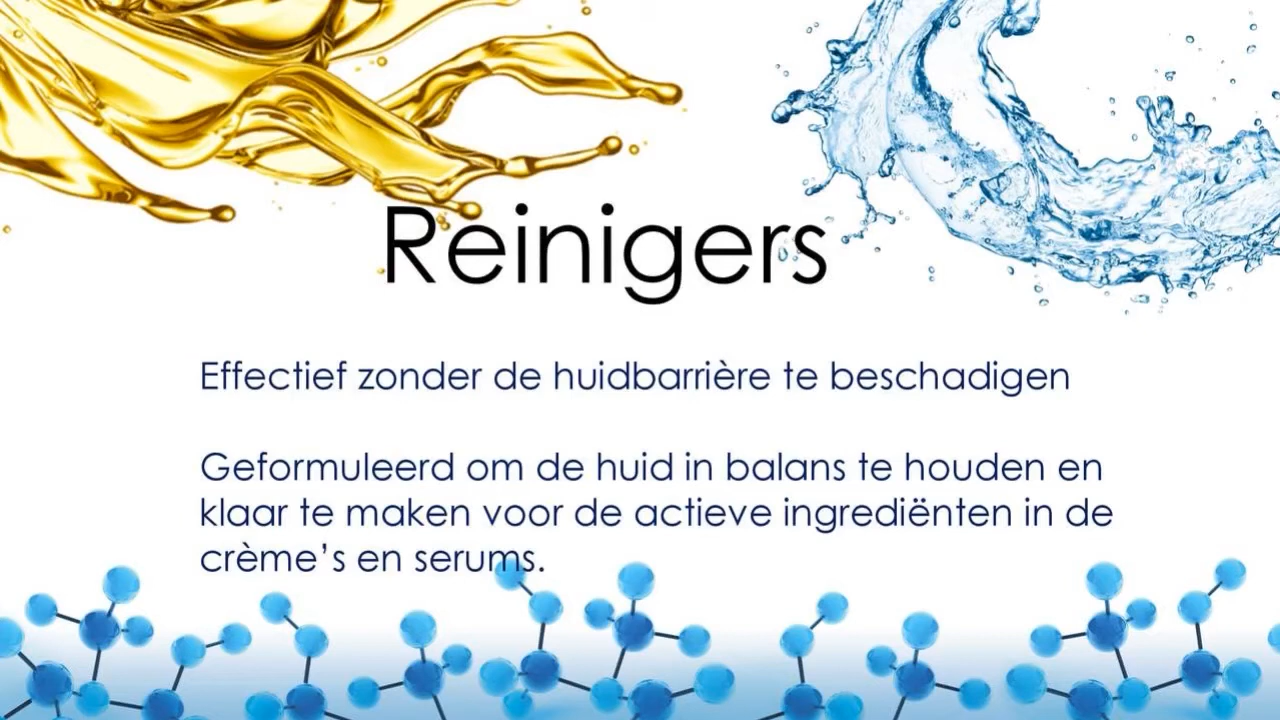 Reinigers
Effectief zonder de huidbarrière te beschadigen
Geformuleerd om de huid in balans te houden en
klaar te maken voor de actieve ingrediënten in de
crème’s en serums.